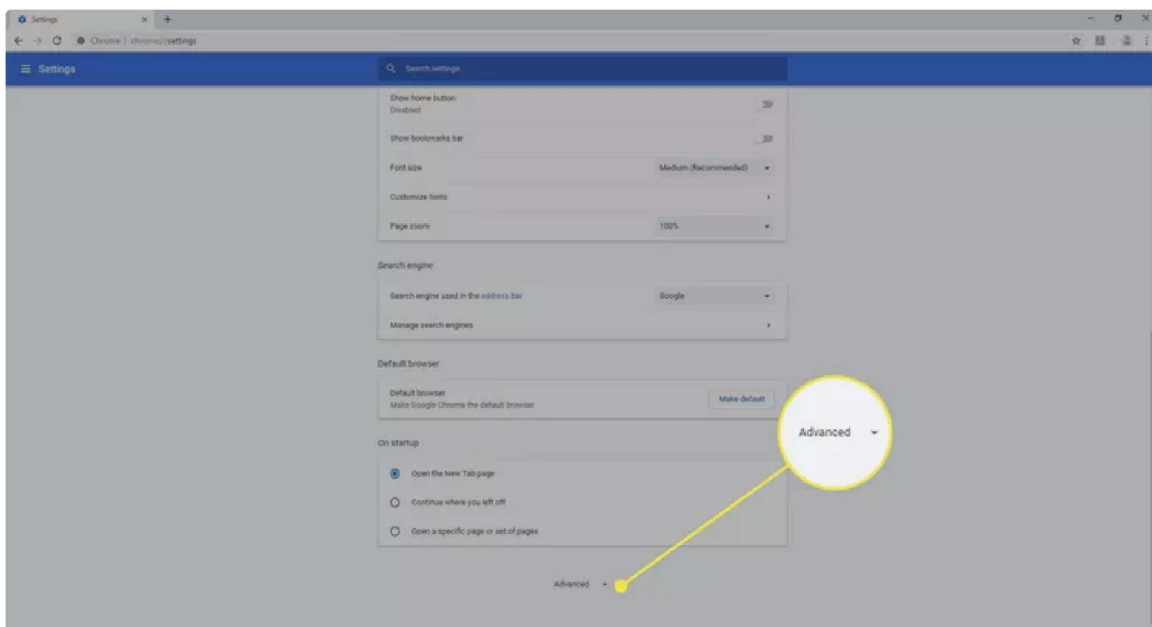 Settings
Chrome | chrome://settings
Settings
Search settings
Show home button
Disabled
Show bookmarks bar
Font size
Medium (Recommended)
Customize fonts
Page zoom
100%
Search engine
Search engine used in the address bar
Google
Manage search engines
Default browser
Default browser
Make Google Chrome the default browser
Make default
Advanced
On startup
Open the New Tab page
Continue where you left off
Open a specific page or set of pages
Advanced